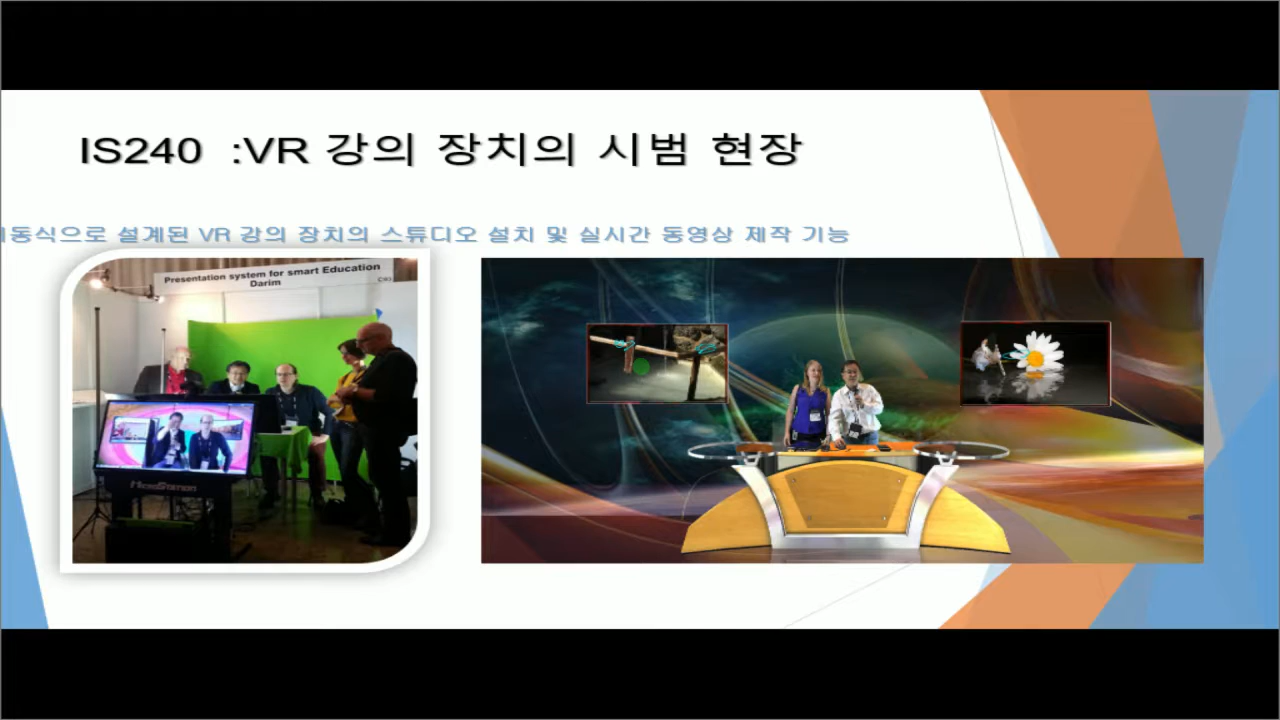 IS240 :VR 강의 장치의 시범 현장
이동식으로 설계된 VR 강의 장치의 스튜디오 설치 및 실시간 동영상 제작 기능
Presentation system for smart Education
Darim